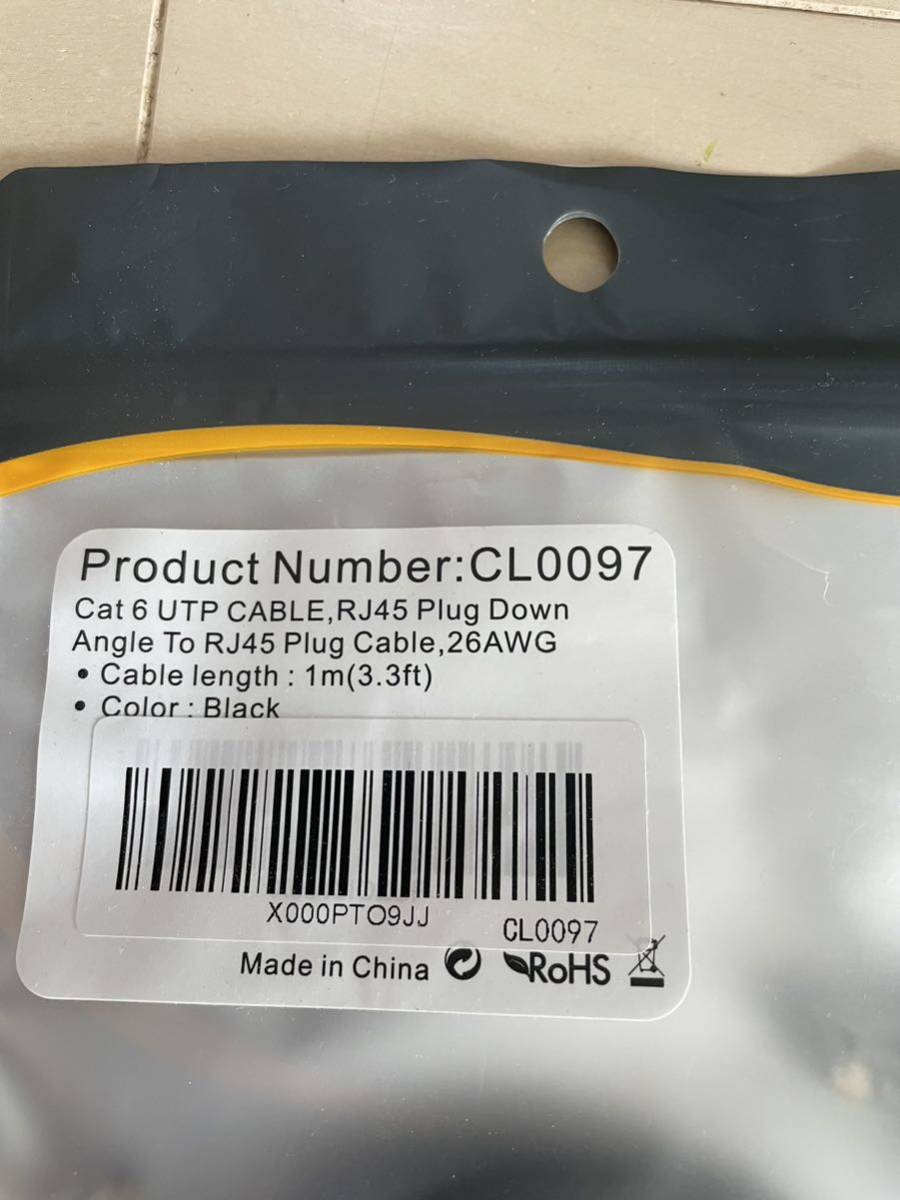 Product Number:CL0097
Cat 6 UTP CABLE,RJ45 Plug Down
Angle To RJ45 Plug Cable,26AWG
• Cable length : 1m(3.3ft)
• Color : Black
X000PTO9JJ
CL0097
Made in China
RoHS